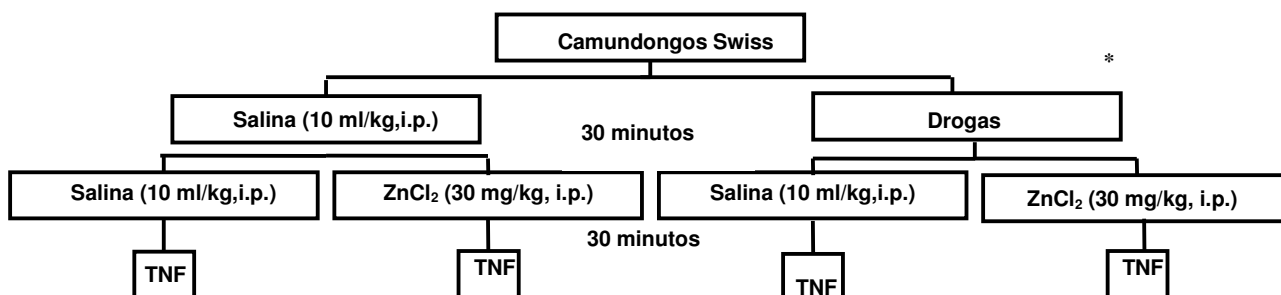 Camundongos Swiss
*
Salina (10 ml/kg,i.p.)
30 minutos
Drogas
Salina (10 ml/kg,i.p.)
ZnCl₂ (30 mg/kg, i.p.)
Salina (10 ml/kg,i.p.)
ZnCl₂ (30 mg/kg, i.p.)
30 minutos
TNF
TNF
TNF
TNF